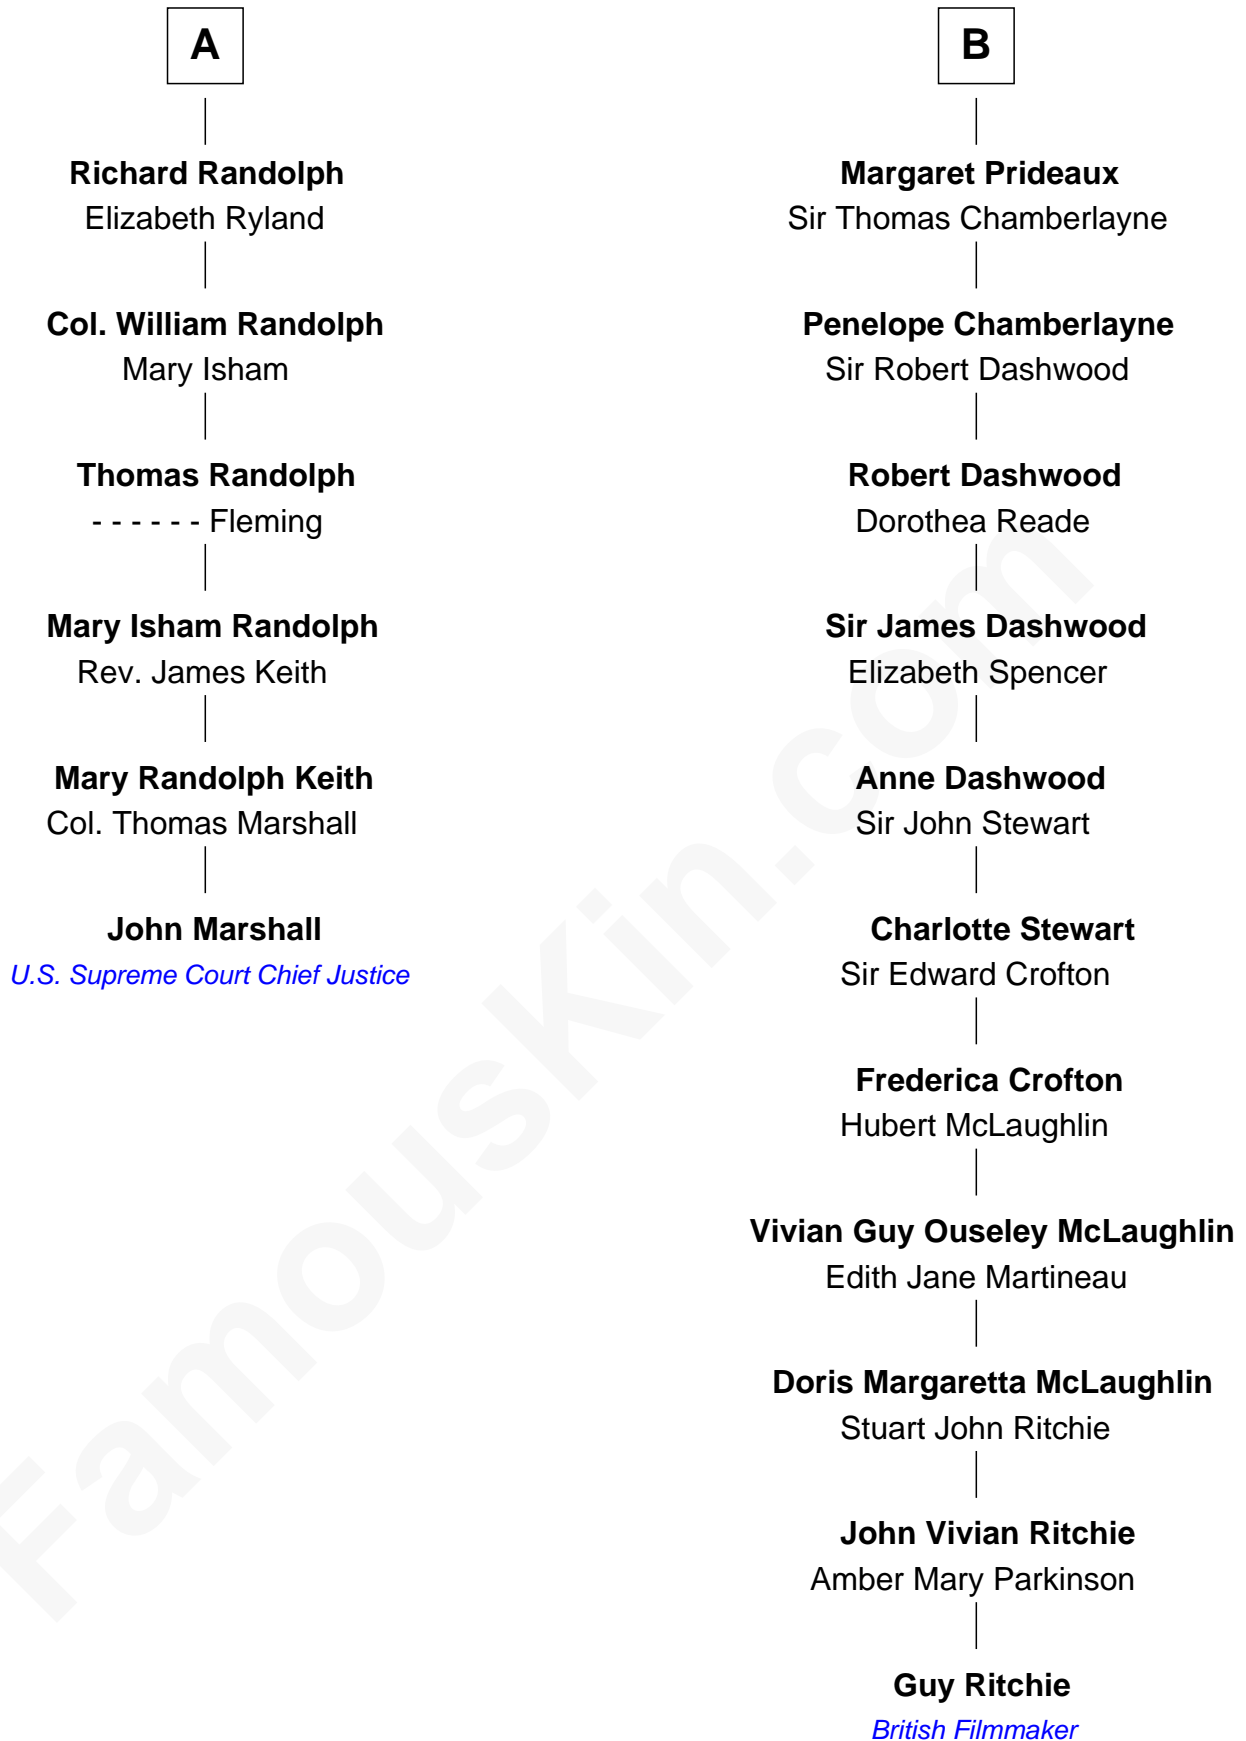 A
Richard Randolph
Elizabeth Ryland
Col. William Randolph
Mary Isham
Thomas Randolph
- - - - - - Fleming
Mary Isham Randolph
Rev. James Keith
Mary Randolph Keith
Col. Thomas Marshall
John Marshall
U.S. Supreme Court Chief Justice
B
Margaret Prideaux
Sir Thomas Chamberlayne
Penelope Chamberlayne
Sir Robert Dashwood
Robert Dashwood
Dorothea Reade
Sir James Dashwood
Elizabeth Spencer
Anne Dashwood
Sir John Stewart
Charlotte Stewart
Sir Edward Crofton
Frederica Crofton
Hubert McLaughlin
Vivian Guy Ouseley McLaughlin
Edith Jane Martineau
Doris Margaretta McLaughlin
Stuart John Ritchie
John Vivian Ritchie
Amber Mary Parkinson
Guy Ritchie
British Filmmaker
FamousKin.com